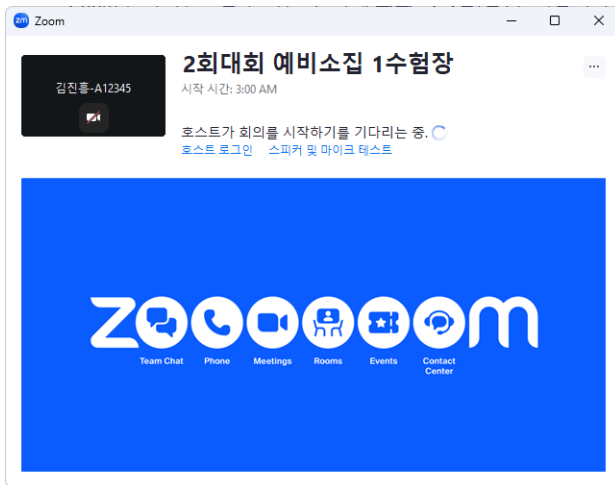 Zoom
김진흥-A12345
2회대회 예비소집 1수험장
시작 시간: 3:00 AM
호스트가 회의를 시작하기를 기다리는 중.
호스트 로그인 스피커 및 마이크 테스트
zoooooom
Team Chat Phone Meetings Rooms Events Contact Center